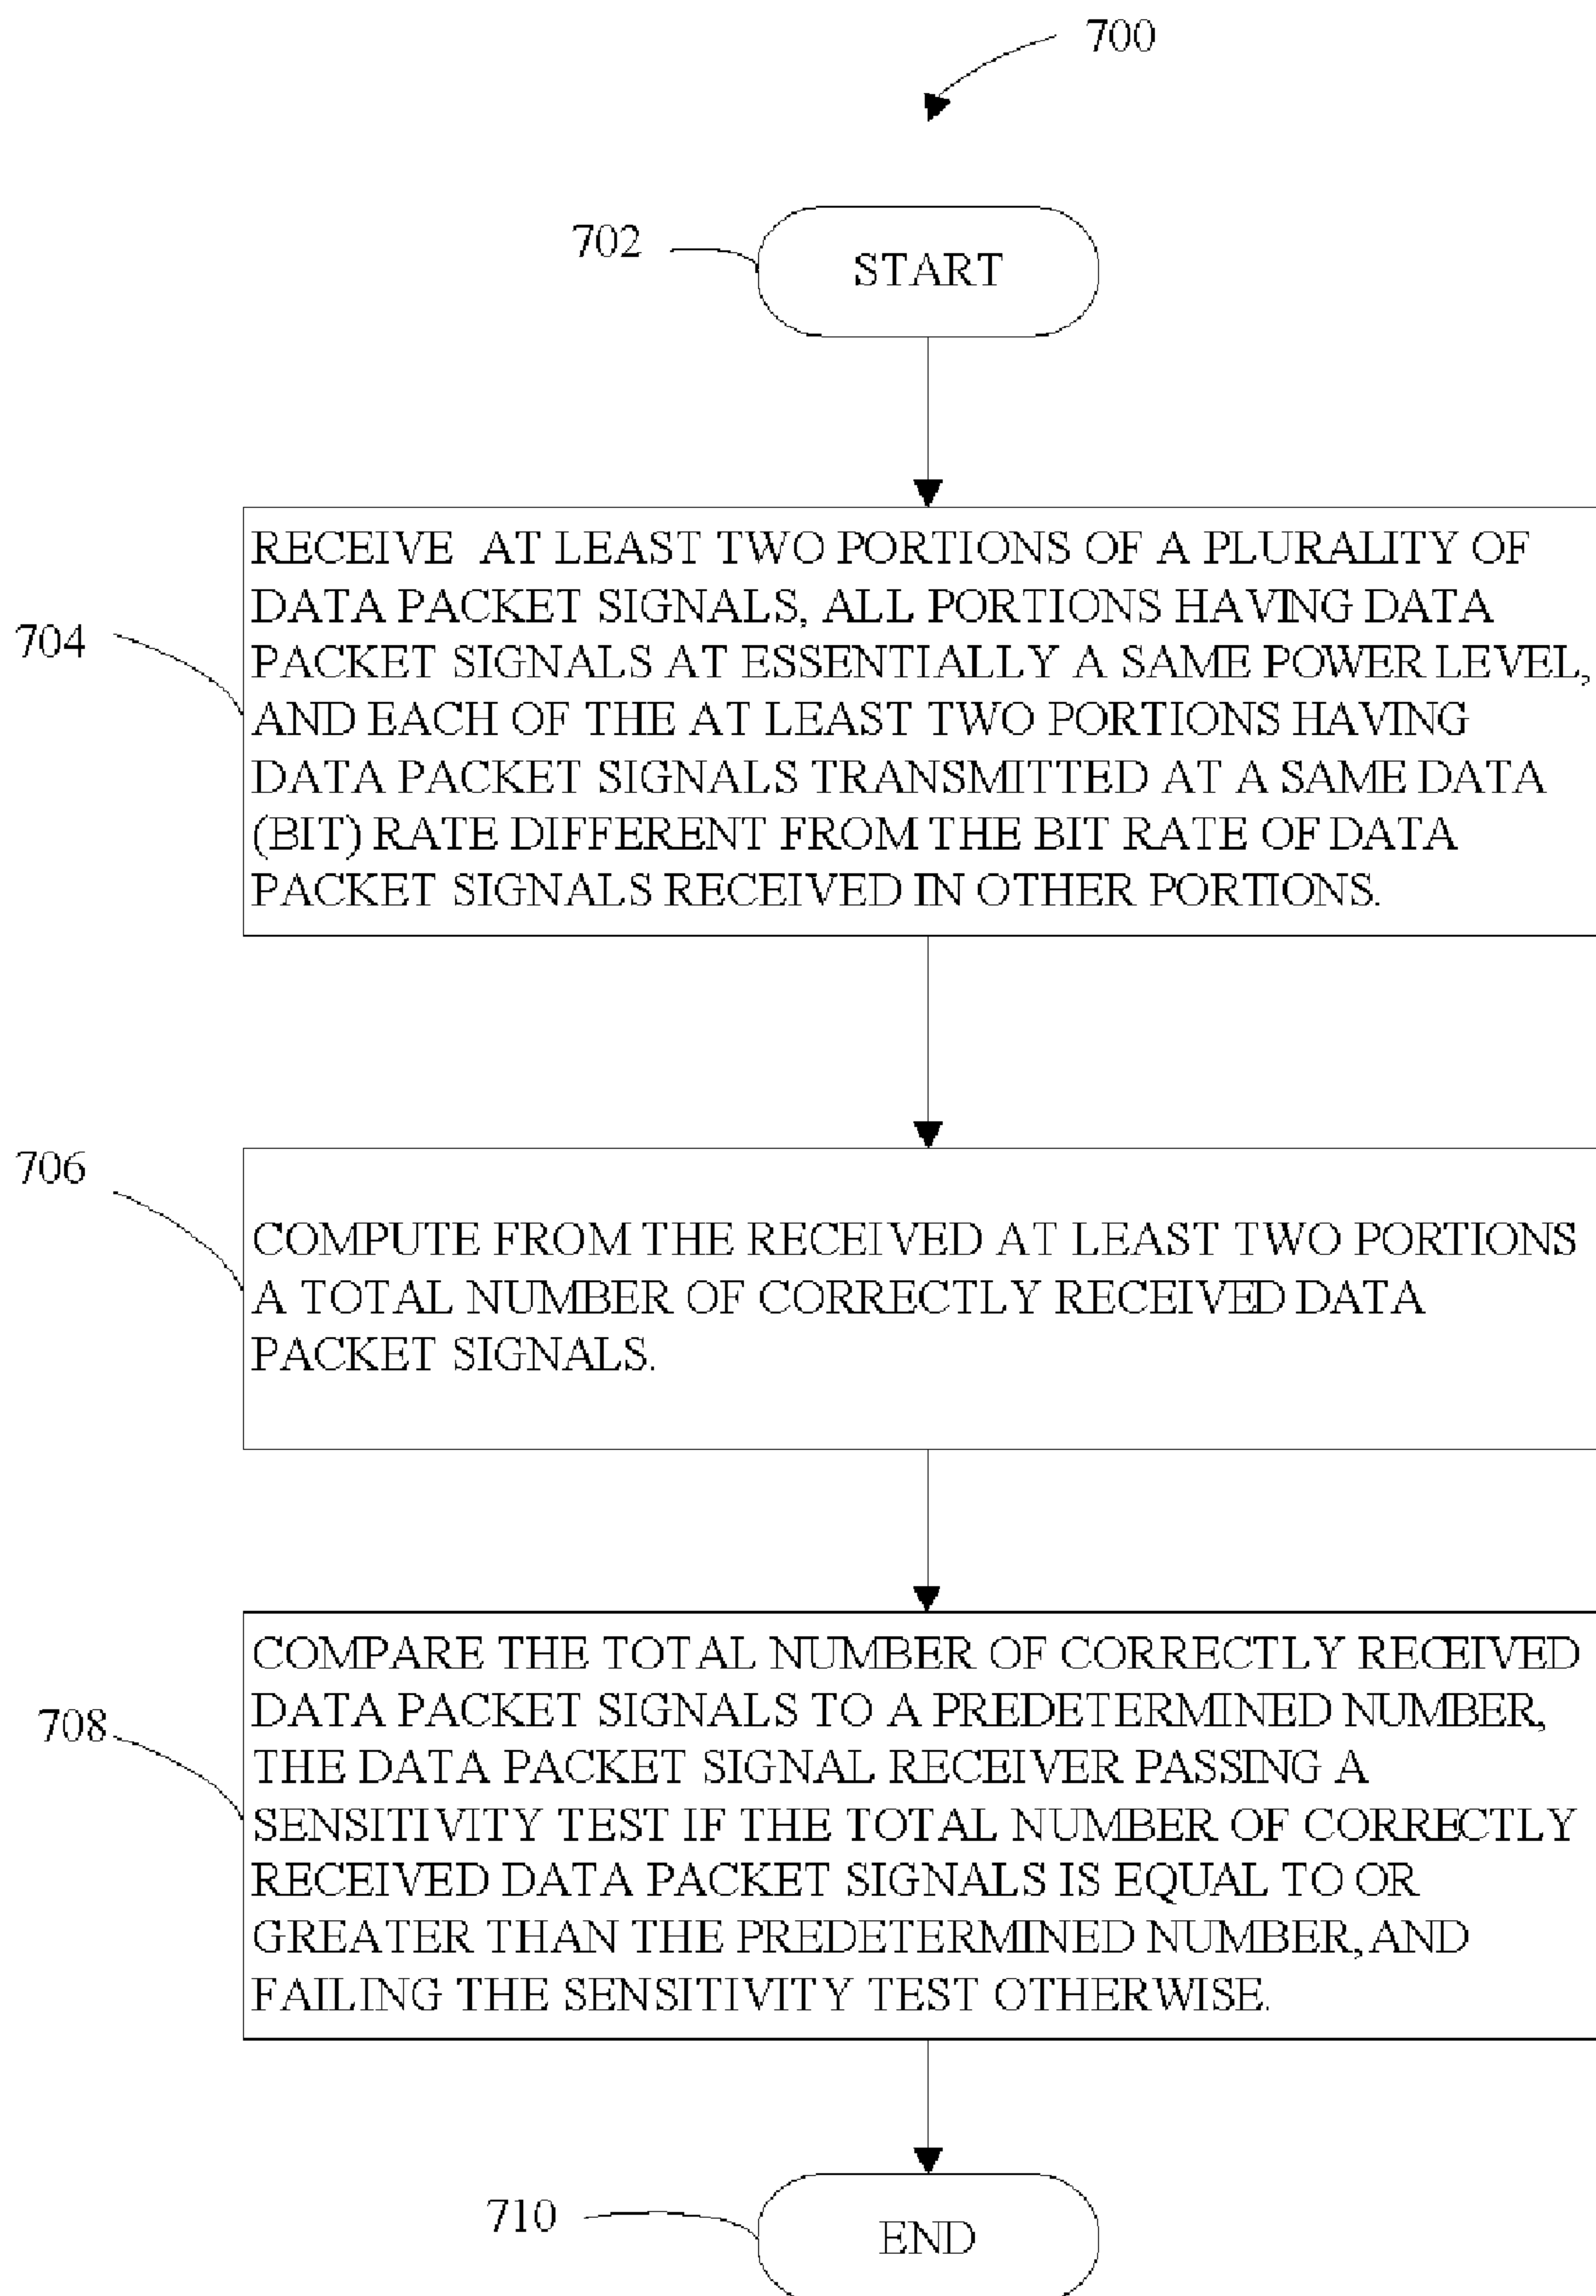 700
702
START
704
RECEIVE AT LEAST TWO PORTIONS OF A PLURALITY OF
DATA PACKET SIGNALS, ALL PORTIONS HAVING DATA
PACKET SIGNALS AT ESSENTIALLY A SAME POWER LEVEL,
AND EACH OF THE AT LEAST TWO PORTIONS HAVING
DATA PACKET SIGNALS TRANSMITTED AT A SAME DATA
(BIT) RATE DIFFERENT FROM THE BIT RATE OF DATA
PACKET SIGNALS RECEIVED IN OTHER PORTIONS.
706
COMPUTE FROM THE RECEIVED AT LEAST TWO PORTIONS
A TOTAL NUMBER OF CORRECTLY RECEIVED DATA
PACKET SIGNALS.
708
COMPARE THE TOTAL NUMBER OF CORRECTLY RECEIVED
DATA PACKET SIGNALS TO A PREDETERMINED NUMBER,
THE DATA PACKET SIGNAL RECEIVER PASSING A
SENSITIVITY TEST IF THE TOTAL NUMBER OF CORRECTLY
RECEIVED DATA PACKET SIGNALS IS EQUAL TO OR
GREATER THAN THE PREDETERMINED NUMBER, AND
FAILING THE SENSITIVITY TEST OTHERWISE.
710
END